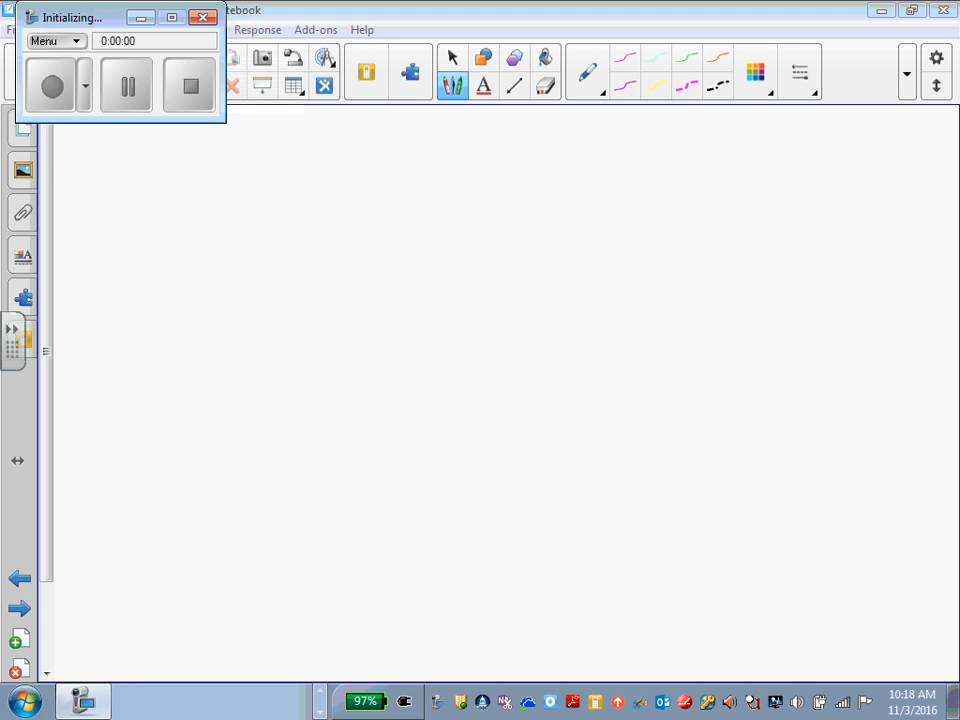 Initializing...
tebook
Menu
0:00:00
Response Add-ons Help
97%
10:18 AM
11/3/2016